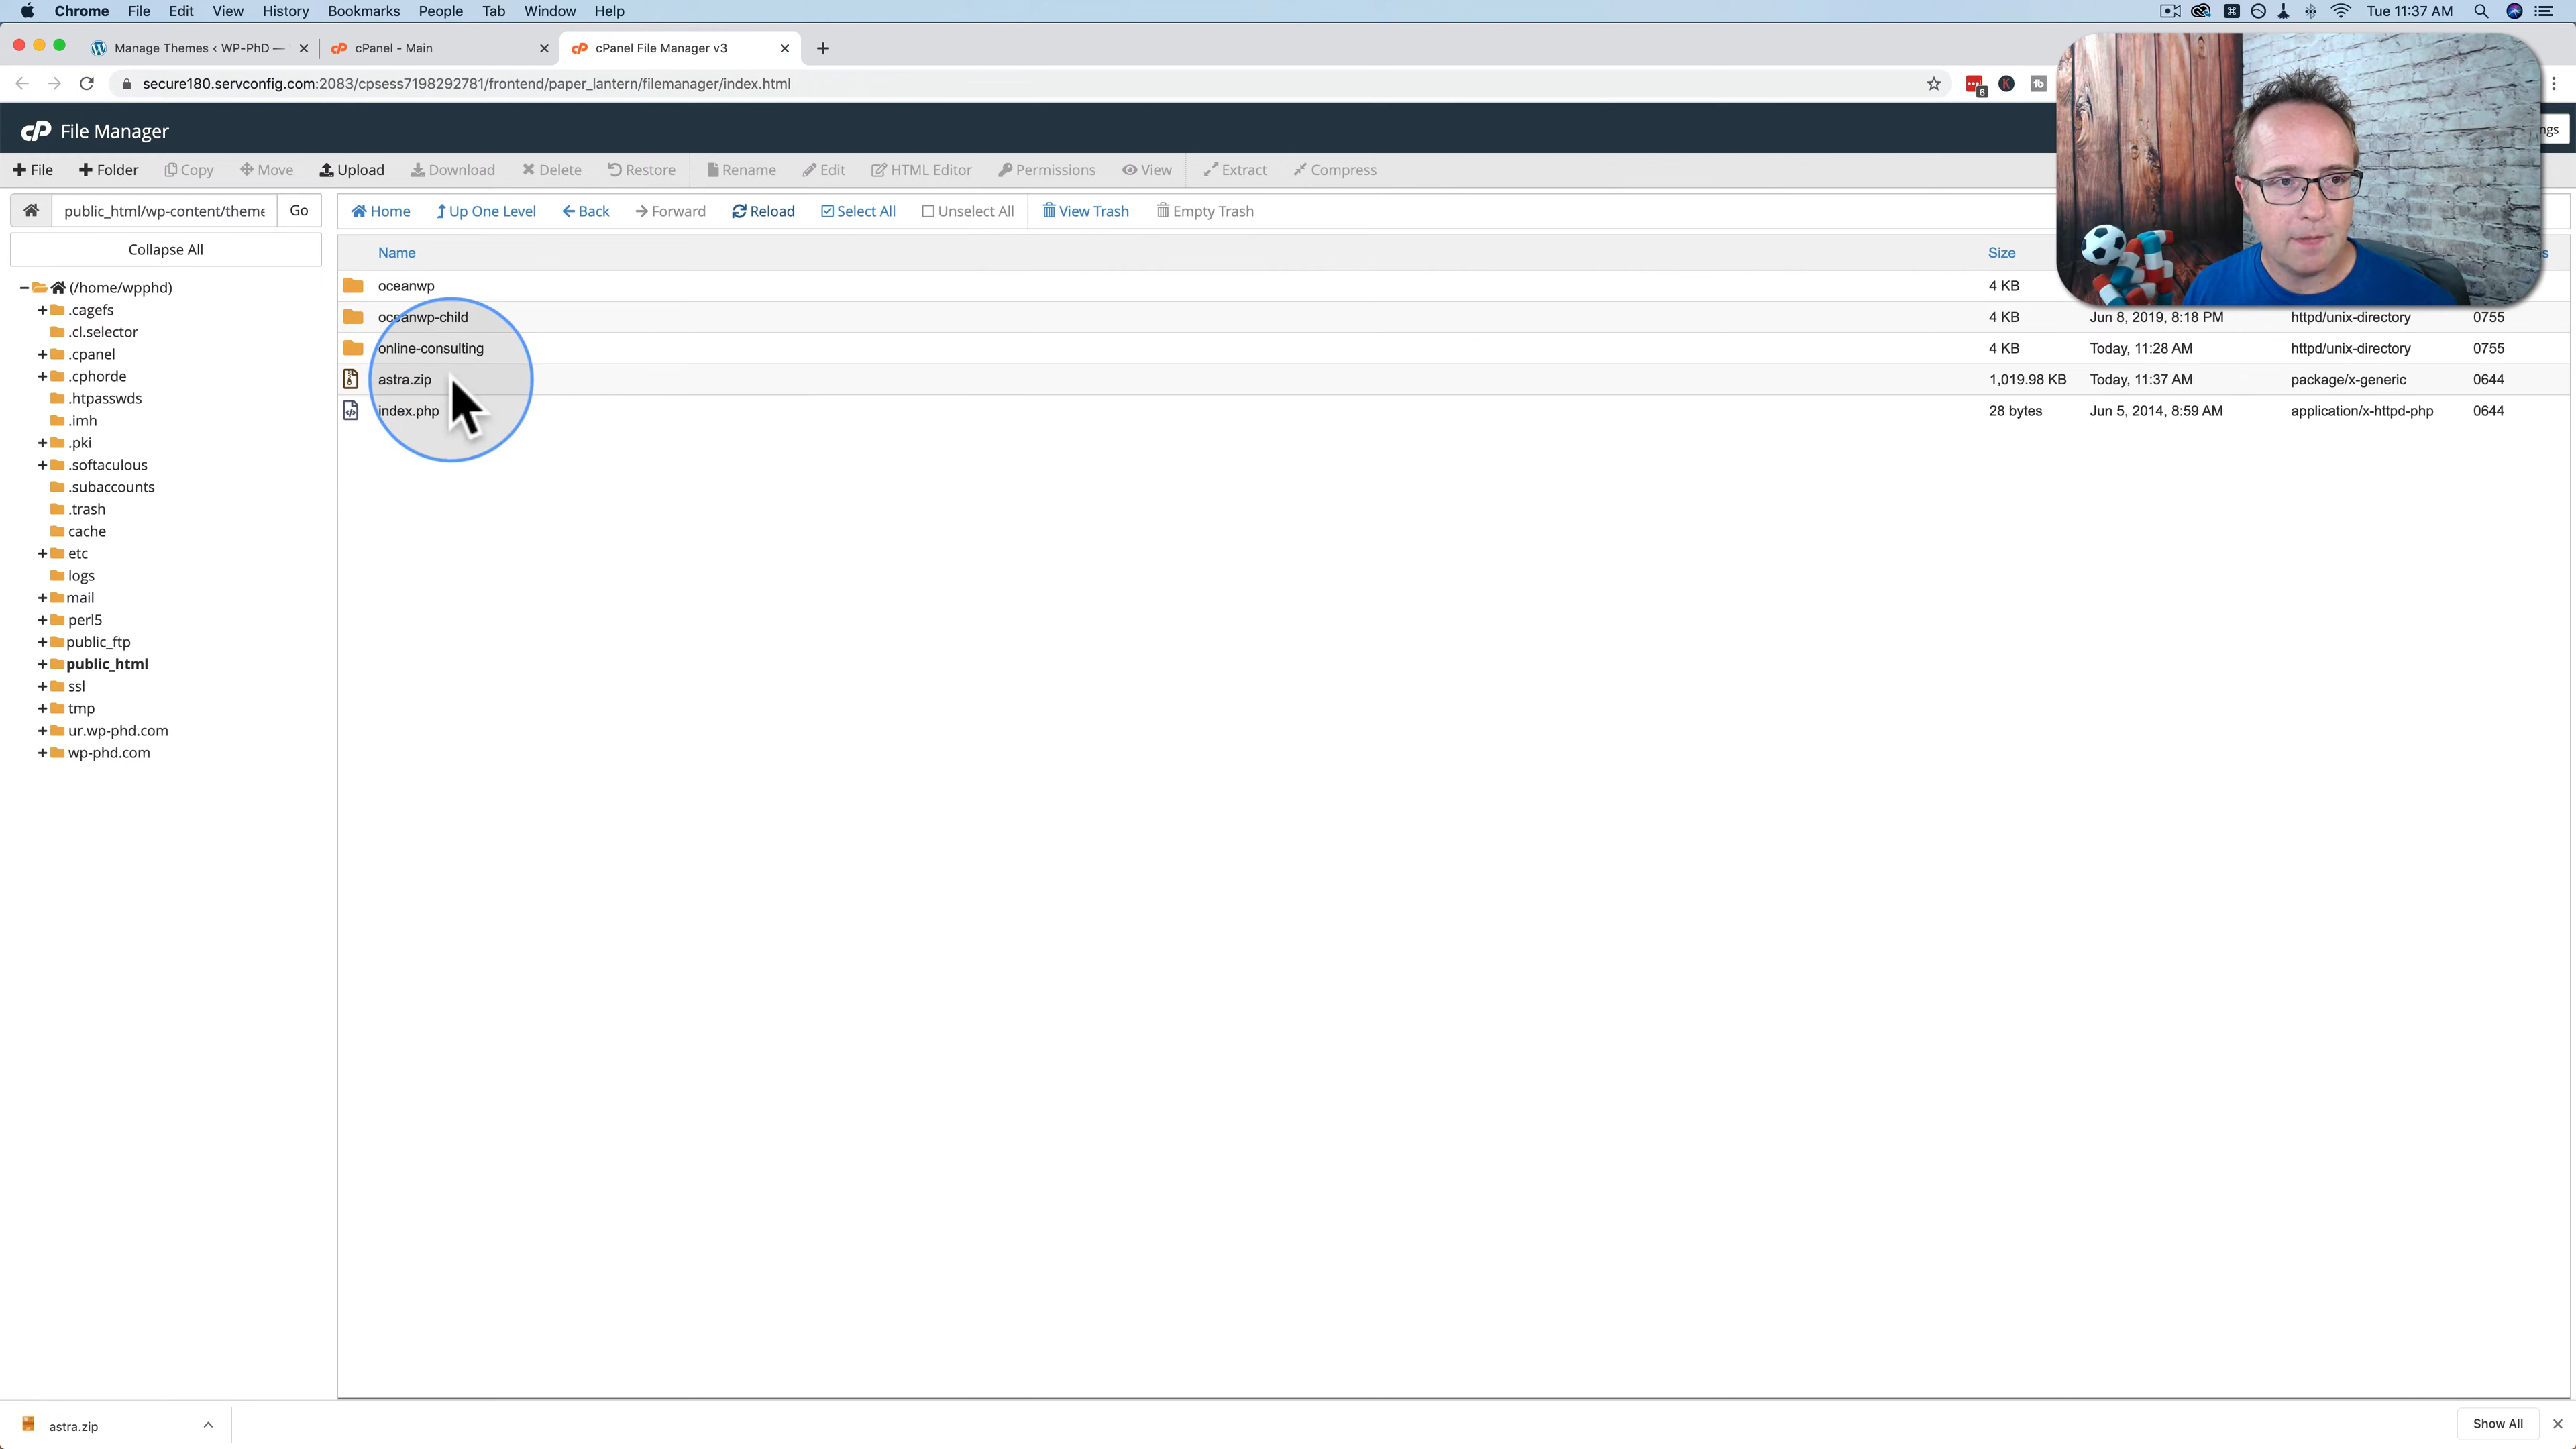 Chrome File Edit View History Bookmarks People Tab Window Help Tue 11:37 AM
Manage Themes ‹ WP-PhD — cPanel - Main cPanel File Manager v3
secure180.servconfig.com:2083/cpsess7198292781/frontend/paper_lantern/filemanager/index.html 6 K tb
cP File Manager ngs
File Folder Copy Move Upload Download Delete Restore Rename Edit HTML Editor Permissions View Extract Compress
public_html/wp-content/theme Go Home Up One Level Back Forward Reload Select All Unselect All View Trash Empty Trash
Collapse All
Name Size s
(/home/wpphd)
.cagefs
.cl.selector
.cpanel
.cphorde
.htpasswds
.imh
.pki
.softaculous
.subaccounts
.trash
cache
etc
logs
mail
perl5
public_ftp
public_html
ssl
tmp
ur.wp-phd.com
wp-phd.com
oceanwp 4 KB
oceanwp-child 4 KB Jun 8, 2019, 8:18 PM httpd/unix-directory 0755
online-consulting 4 KB Today, 11:28 AM httpd/unix-directory 0755
astra.zip 1,019.98 KB Today, 11:37 AM package/x-generic 0644
index.php 28 bytes Jun 5, 2014, 8:59 AM application/x-httpd-php 0644
astra.zip Show All